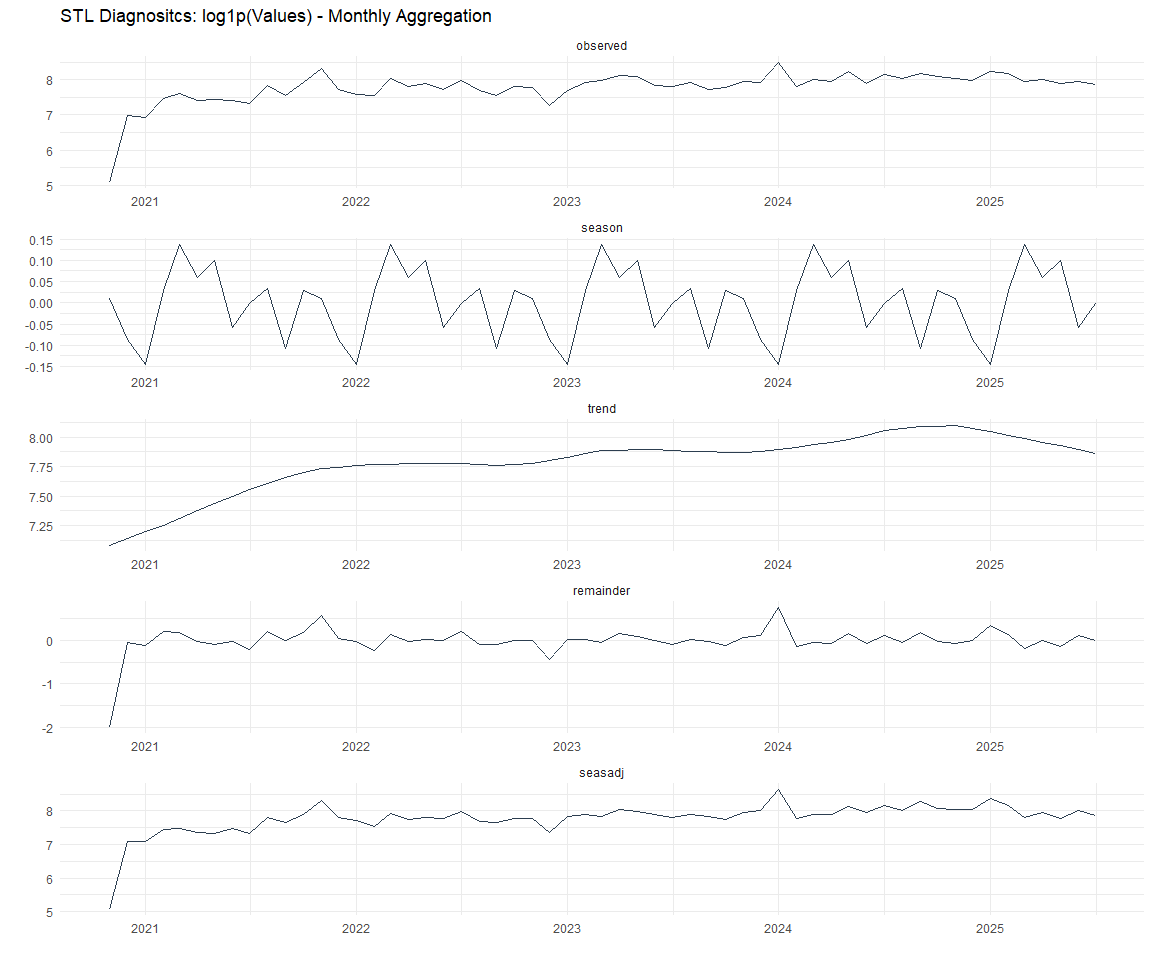 STL Diagnositcs: log1p(Values) - Monthly Aggregation
observed
8
7
6
5
2021 2022 2023 2024 2025
season
0.15
0.10
0.05
0.00
-0.05
-0.10
-0.15
2021 2022 2023 2024 2025
trend
8.00
7.75
7.50
7.25
2021 2022 2023 2024 2025
remainder
0
-1
-2
2021 2022 2023 2024 2025
seasadj
8
7
6
5
2021 2022 2023 2024 2025